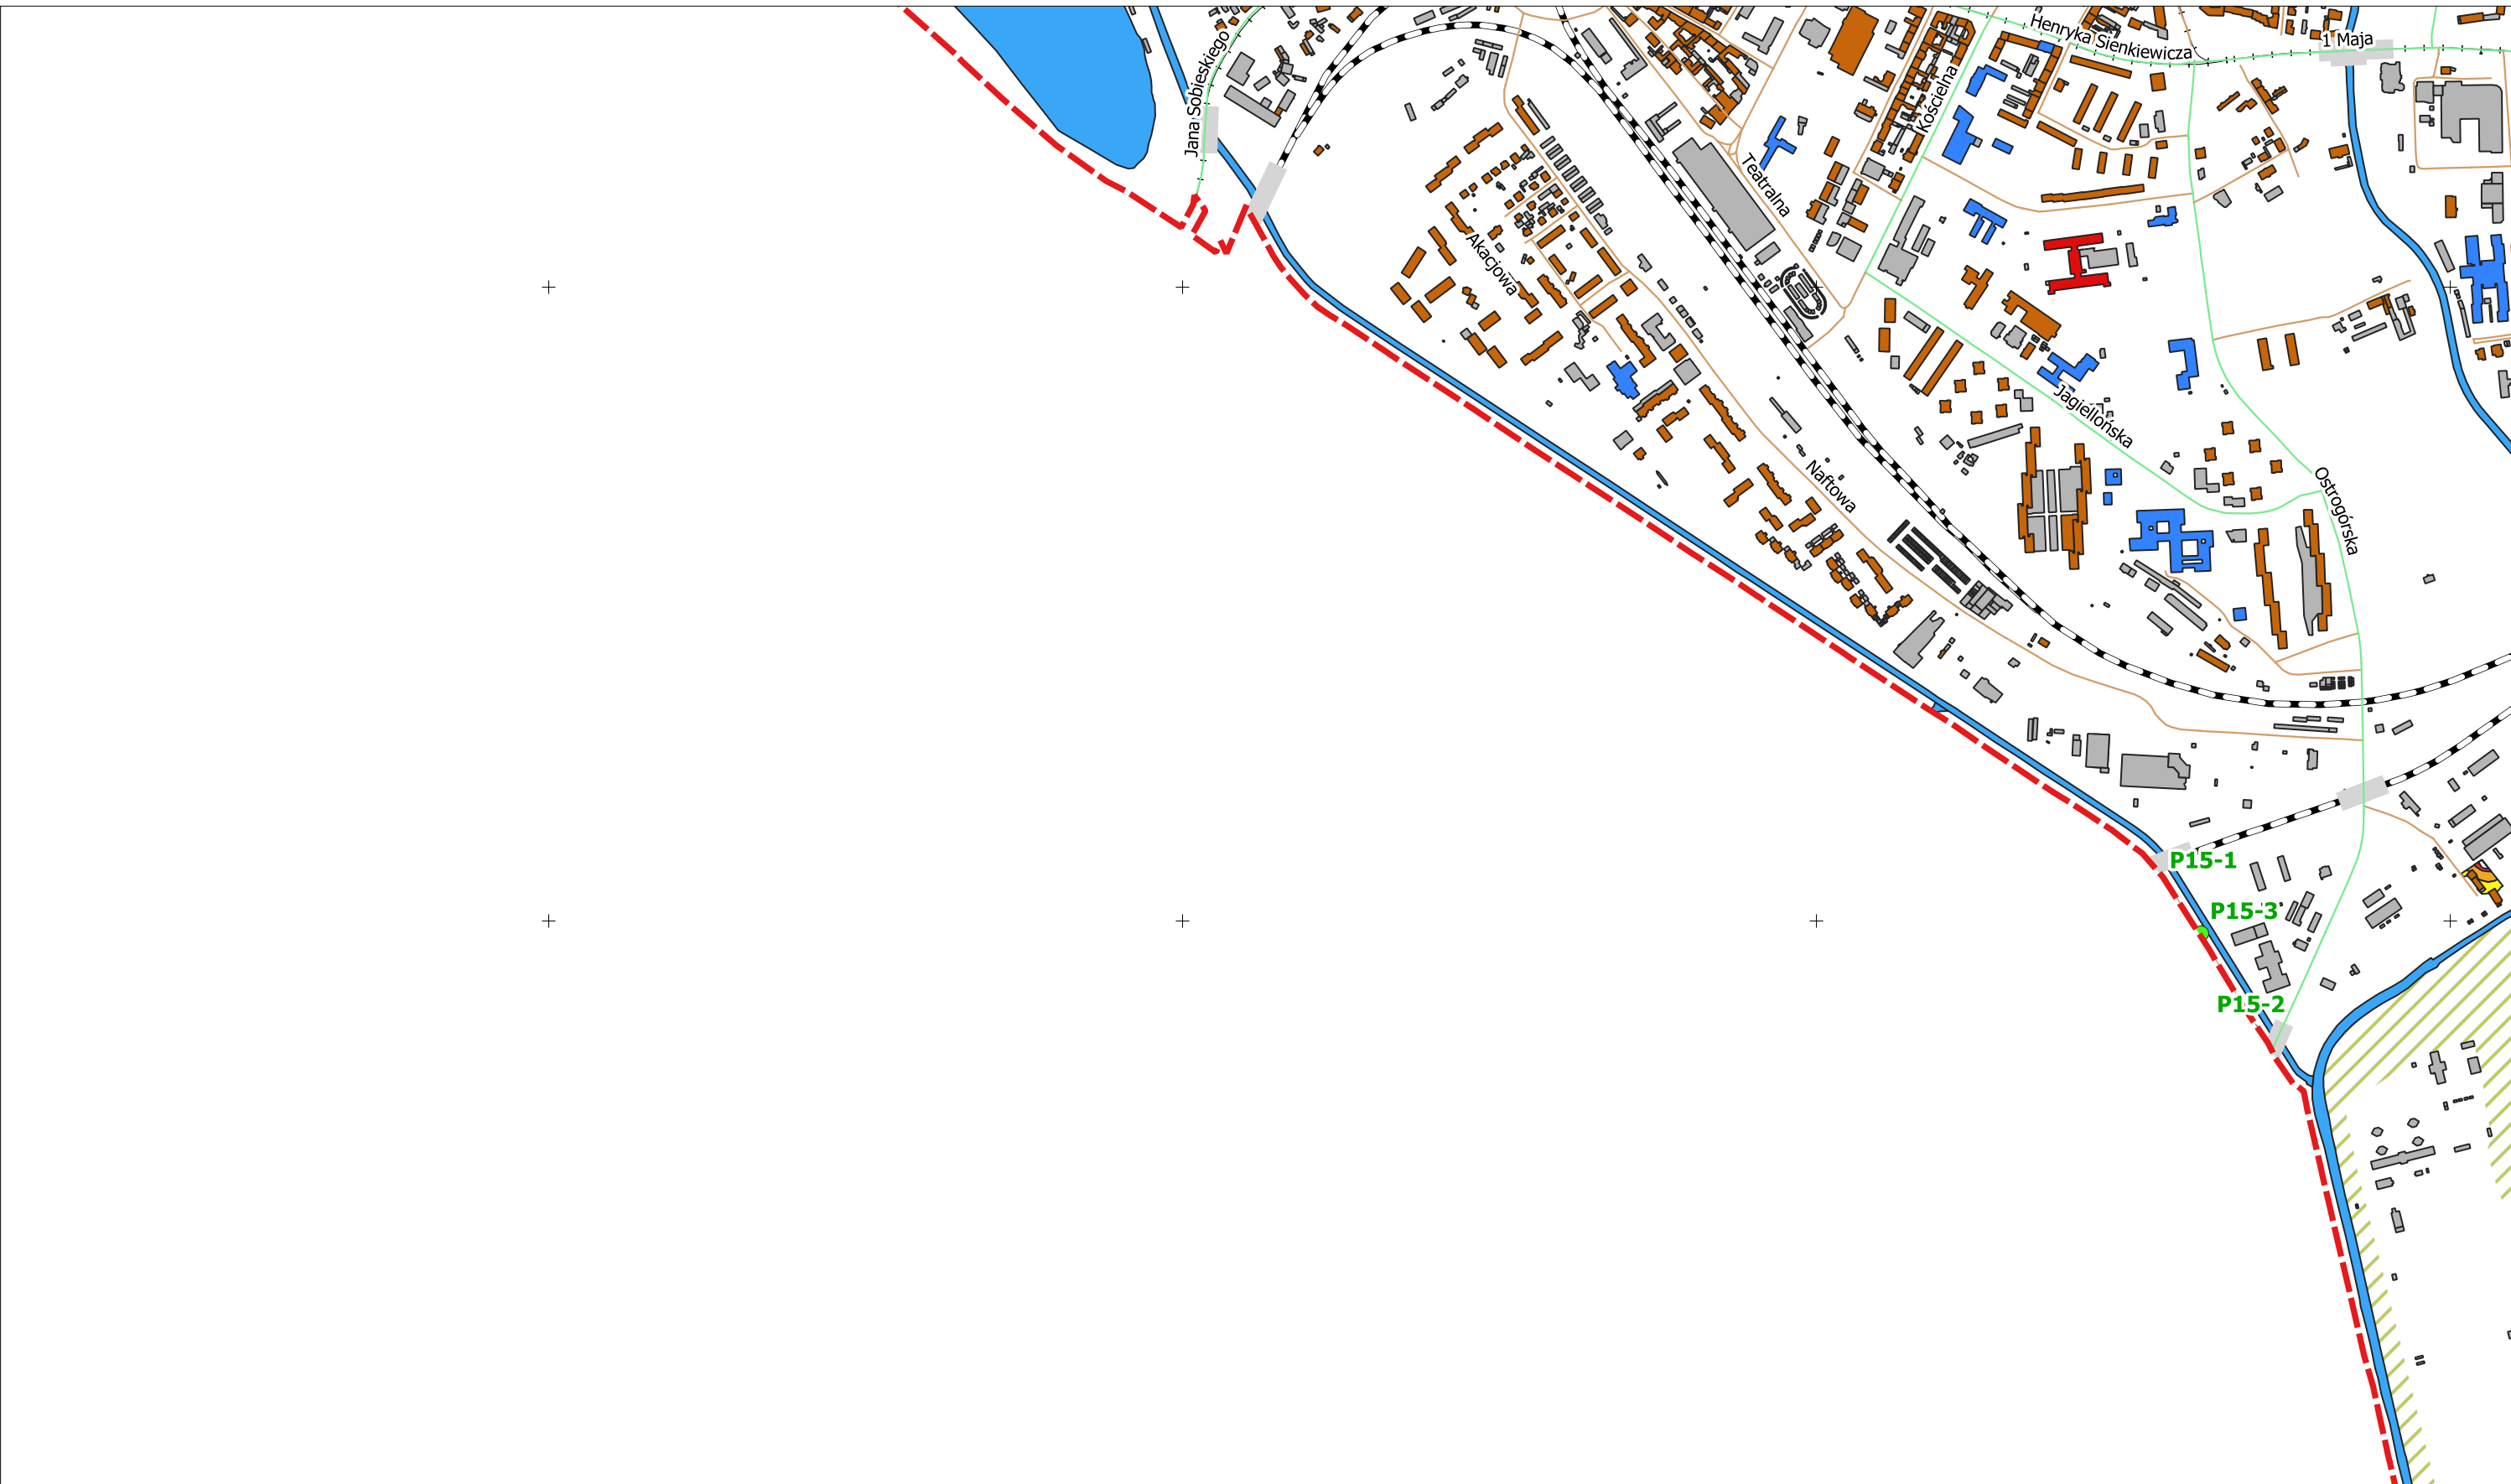 Henryka Sienkiewicza
1 Maja
Jana Sobieskiego
Kościelna
Teatralna
Akacjowa
Jagiellońska
Naftowa
Ostrogórska
P15-1
P15-3
P15-2